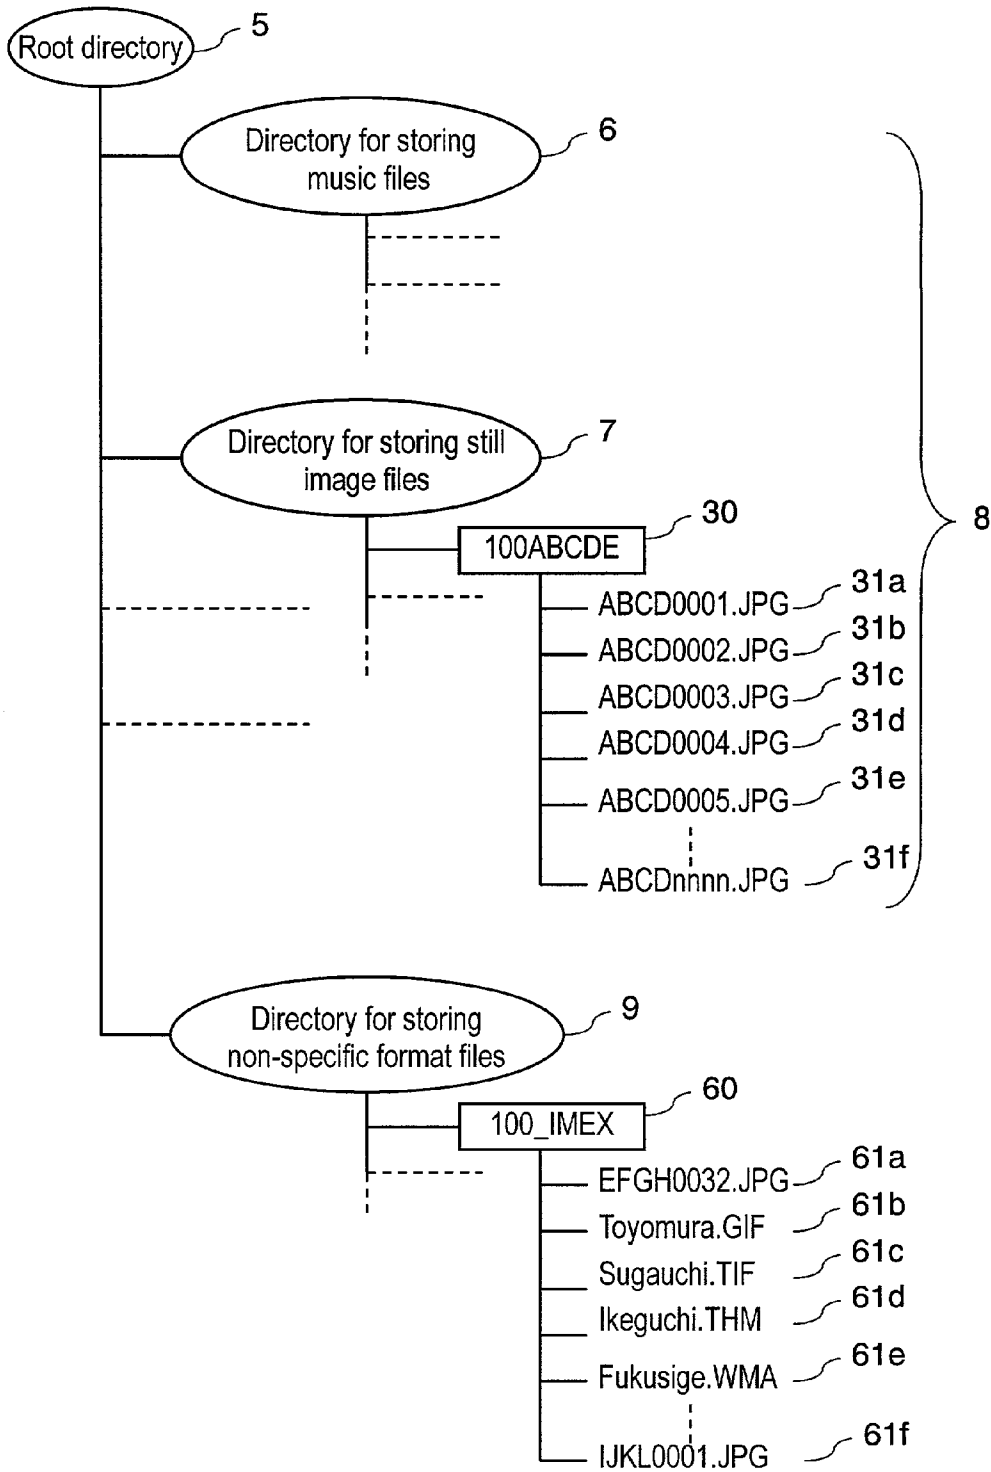 Root directory
5
Directory for storing
music files
6
8
Directory for storing still
image files
7
100ABCDE
30
ABCD0001.JPG
31a
ABCD0002.JPG
31b
ABCD0003.JPG
31c
ABCD0004.JPG
31d
ABCD0005.JPG
31e
ABCDnnnn.JPG
31f
Directory for storing
non-specific format files
9
100_IMEX
60
EFGH0032.JPG
61a
Toyomura.GIF
61b
Sugauchi.TIF
61c
Ikeguchi.THM
61d
Fukusige.WMA
61e
IJKL0001.JPG
61f